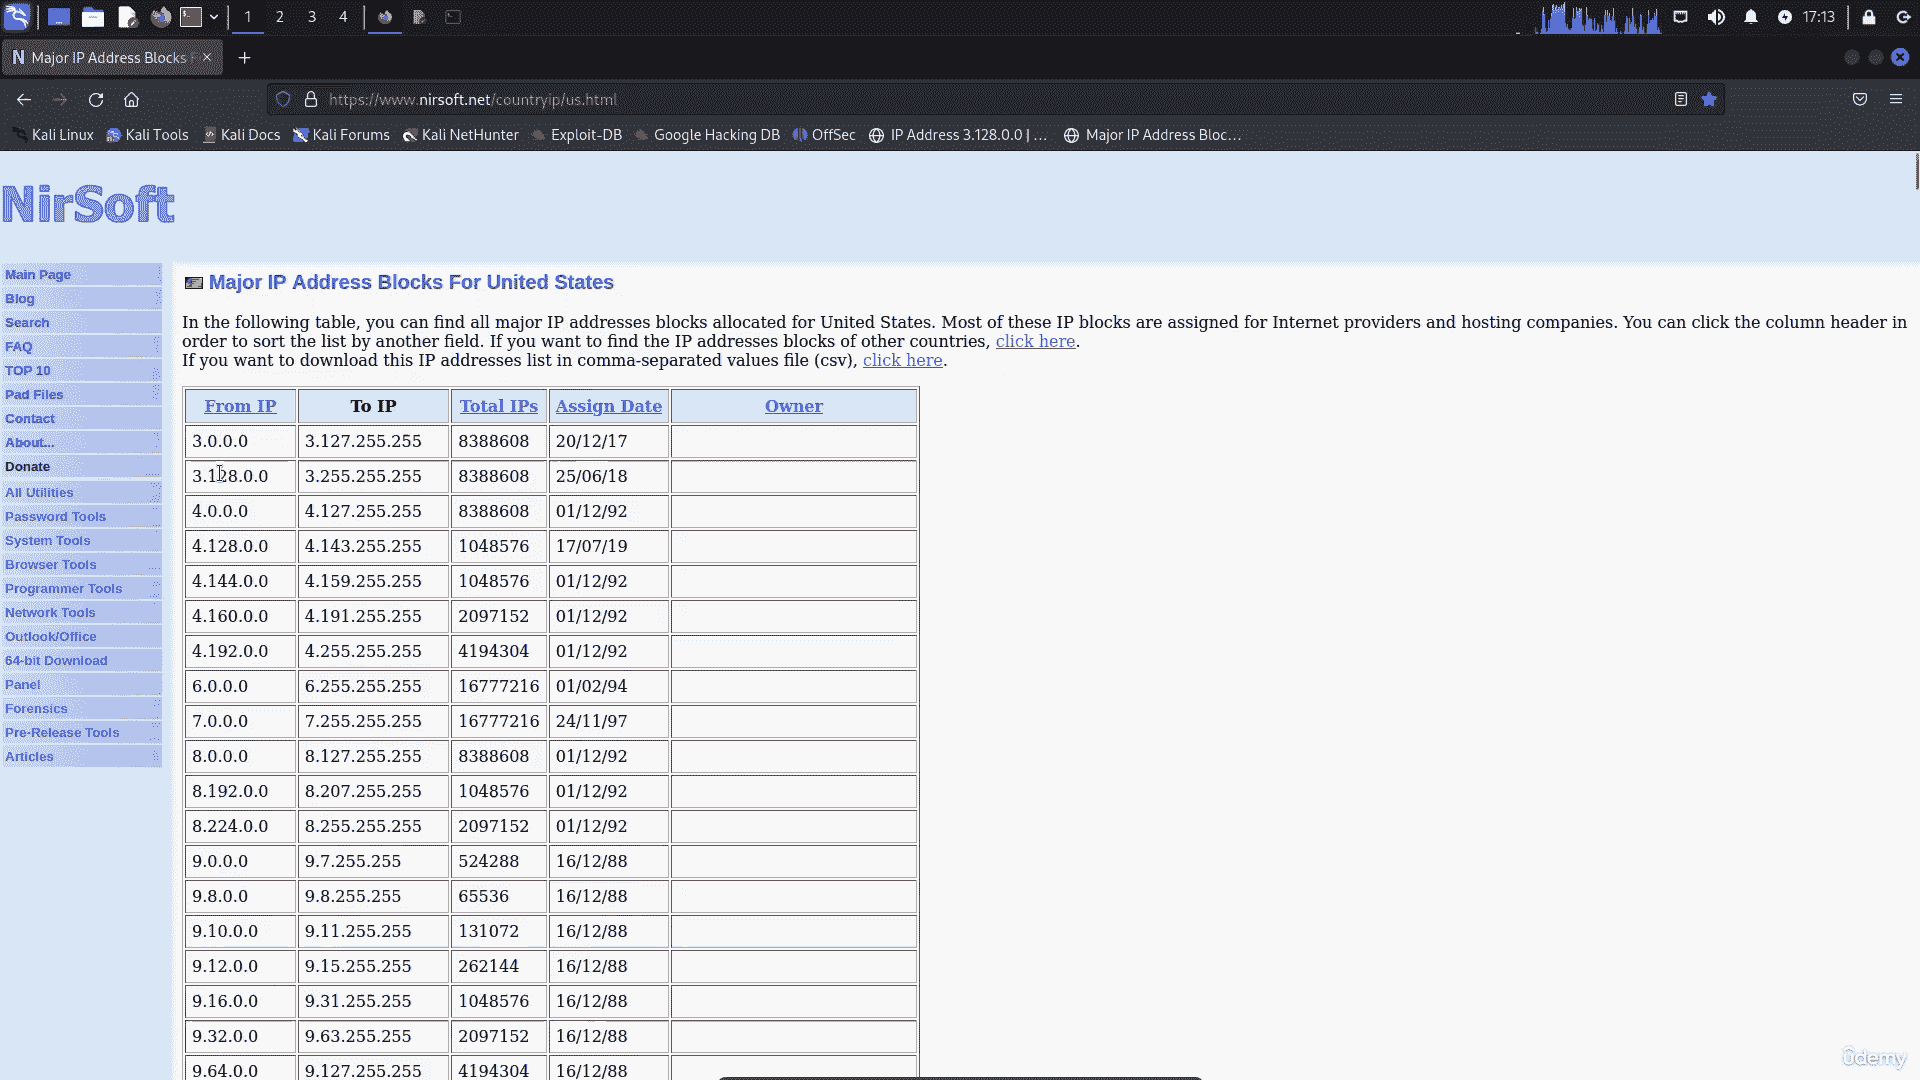 1 2 3 4 17:13
Major IP Address Blocks F
https://www.nirsoft.net/countryip/us.html
Kali Linux Kali Tools Kali Docs Kali Forums Kali NetHunter Exploit-DB Google Hacking DB OffSec IP Address 3.128.0.0 | ... Major IP Address Bloc...
NirSoft
Main Page
Blog
Search
FAQ
TOP 10
Pad Files
Contact
About...
Donate
All Utilities
Password Tools
System Tools
Browser Tools
Programmer Tools
Network Tools
Outlook/Office
64-bit Download
Panel
Forensics
Pre-Release Tools
Articles
Major IP Address Blocks For United States
In the following table, you can find all major IP addresses blocks allocated for United States. Most of these IP blocks are assigned for Internet providers and hosting companies. You can click the column header in
order to sort the list by another field. If you want to find the IP addresses blocks of other countries, click here.
If you want to download this IP addresses list in comma-separated values file (csv), click here.
From IP To IP Total IPs Assign Date Owner
3.0.0.0 3.127.255.255 8388608 20/12/17
3.128.0.0 3.255.255.255 8388608 25/06/18
4.0.0.0 4.127.255.255 8388608 01/12/92
4.128.0.0 4.143.255.255 1048576 17/07/19
4.144.0.0 4.159.255.255 1048576 01/12/92
4.160.0.0 4.191.255.255 2097152 01/12/92
4.192.0.0 4.255.255.255 4194304 01/12/92
6.0.0.0 6.255.255.255 16777216 01/02/94
7.0.0.0 7.255.255.255 16777216 24/11/97
8.0.0.0 8.127.255.255 8388608 01/12/92
8.192.0.0 8.207.255.255 1048576 01/12/92
8.224.0.0 8.255.255.255 2097152 01/12/92
9.0.0.0 9.7.255.255 524288 16/12/88
9.8.0.0 9.8.255.255 65536 16/12/88
9.10.0.0 9.11.255.255 131072 16/12/88
9.12.0.0 9.15.255.255 262144 16/12/88
9.16.0.0 9.31.255.255 1048576 16/12/88
9.32.0.0 9.63.255.255 2097152 16/12/88
9.64.0.0 9.127.255.255 4194304 16/12/88
ûdemy